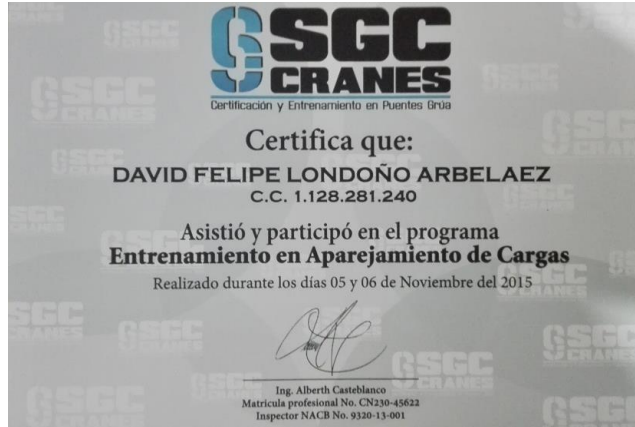 SGC
CRANES
Certificación y Entrenamiento en Puentes Grúa
Certifica que:
DAVID FELIPE LONDOÑO ARBELAEZ
C.C. 1.128.281.240
Asistió y participó en el programa
Entrenamiento en Aparejamiento de Cargas
Realizado durante los días 05 y 06 de Noviembre del 2015
Ing. Alberth Casteblanco
Matricula profesional No. CN230-45622
Inspector NACB No. 9320-13-001